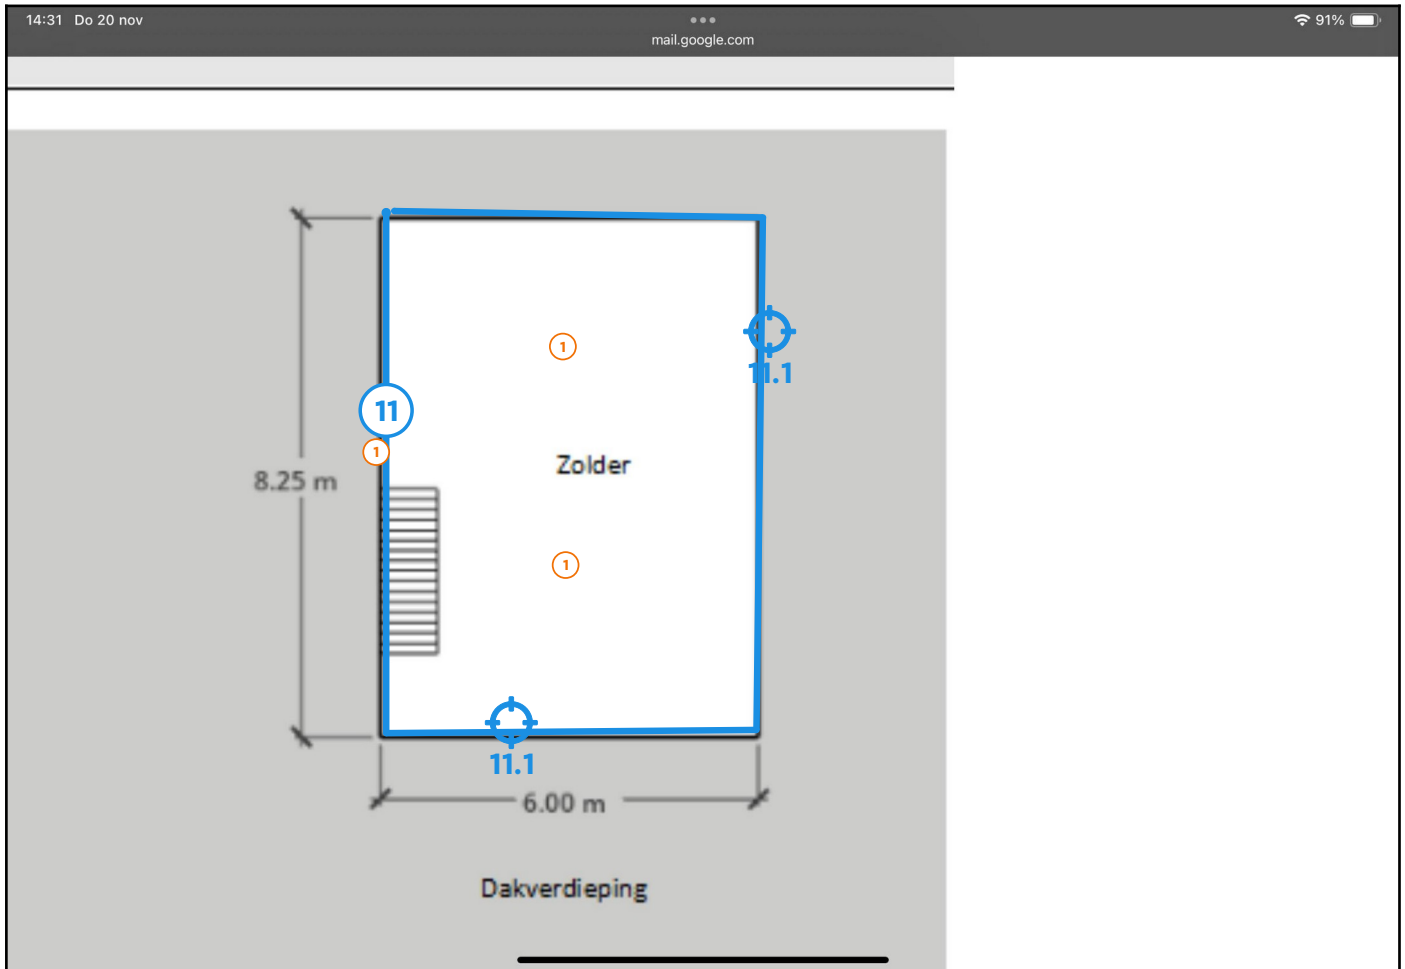 14:31 Do 20 nov
91%
mail.google.com
1
11.1
11
1
Zolder
8.25 m
1
11.1
6.00 m
Dakverdieping